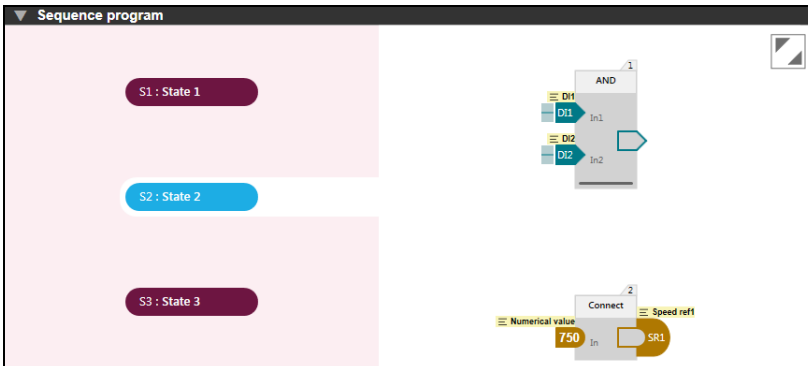 Sequence program
S1 : State 1
S2 : State 2
S3 : State 3
1
AND
DI1
DI1
In1
DI2
DI2
In2
2
Connect
Speed ref1
Numerical value
750
In
SR1